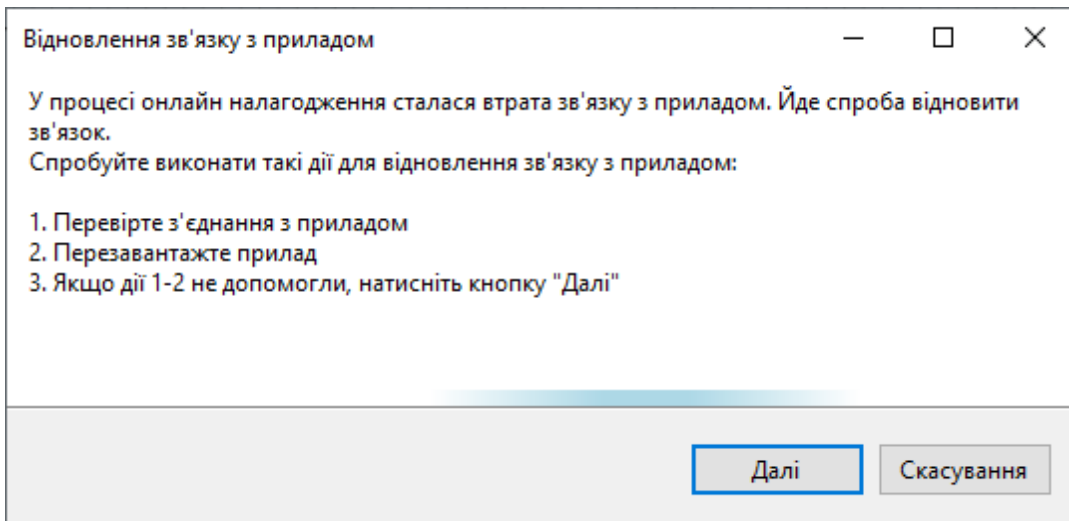 Відновлення зв'язку з приладом
У процесі онлайн налагодження сталася втрата зв'язку з приладом. Йде спроба відновити
зв'язок.
Спробуйте виконати такі дії для відновлення зв'язку з приладом:
1. Перевірте з'єднання з приладом
2. Перезавантажте прилад
3. Якщо дії 1-2 не допомогли, натисніть кнопку "Далі"
Далі
Скасування